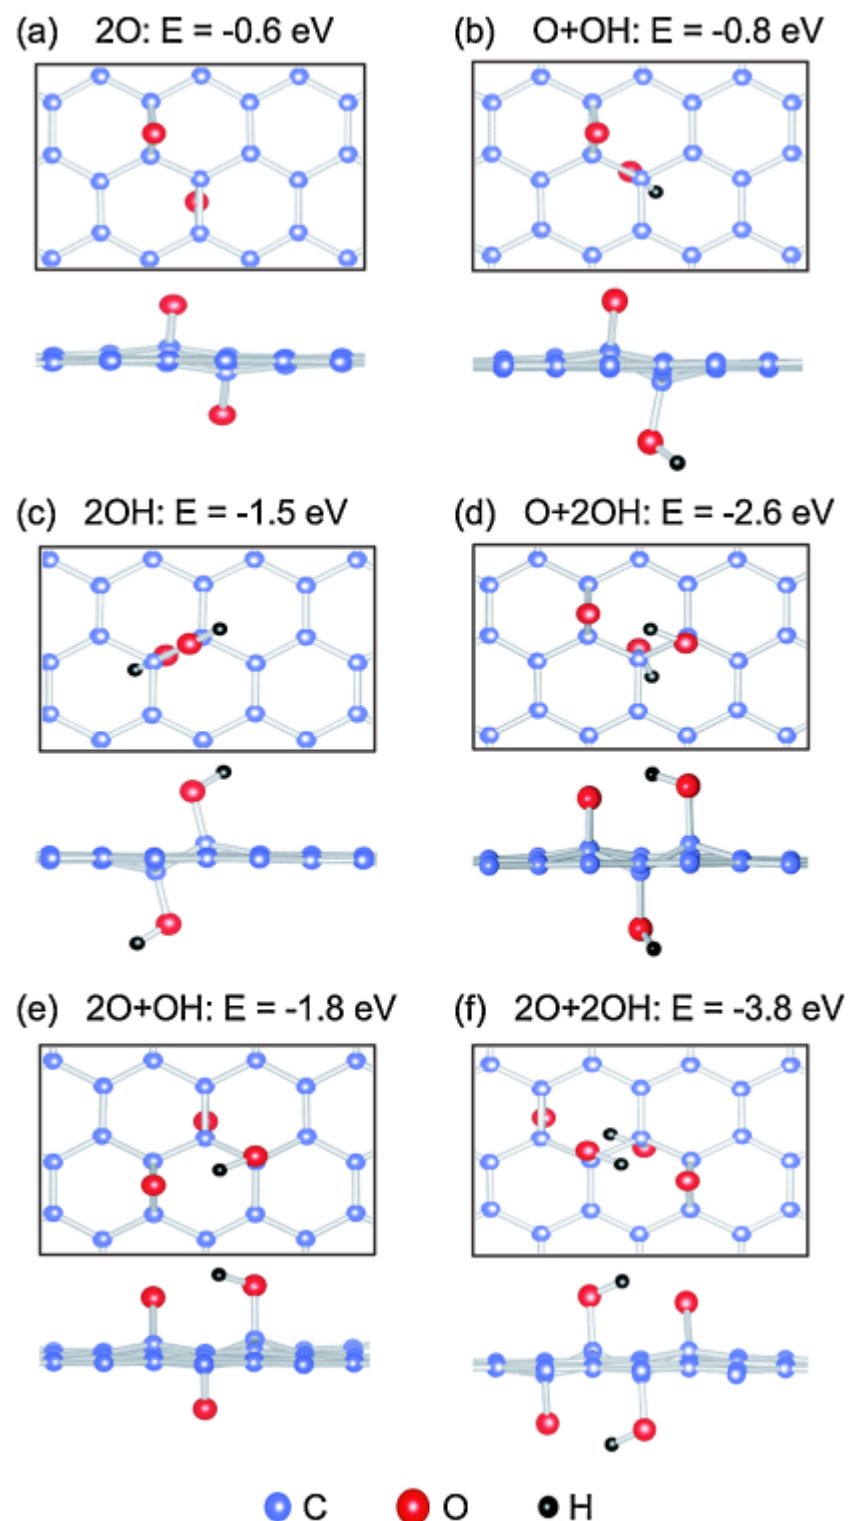 (a) 2O: E = -0.6 eV
(b) O+OH: E = -0.8 eV
(c) 2OH: E = -1.5 eV
(d) O+2OH: E = -2.6 eV
(e) 2O+OH: E = -1.8 eV
(f) 2O+2OH: E = -3.8 eV
C O H